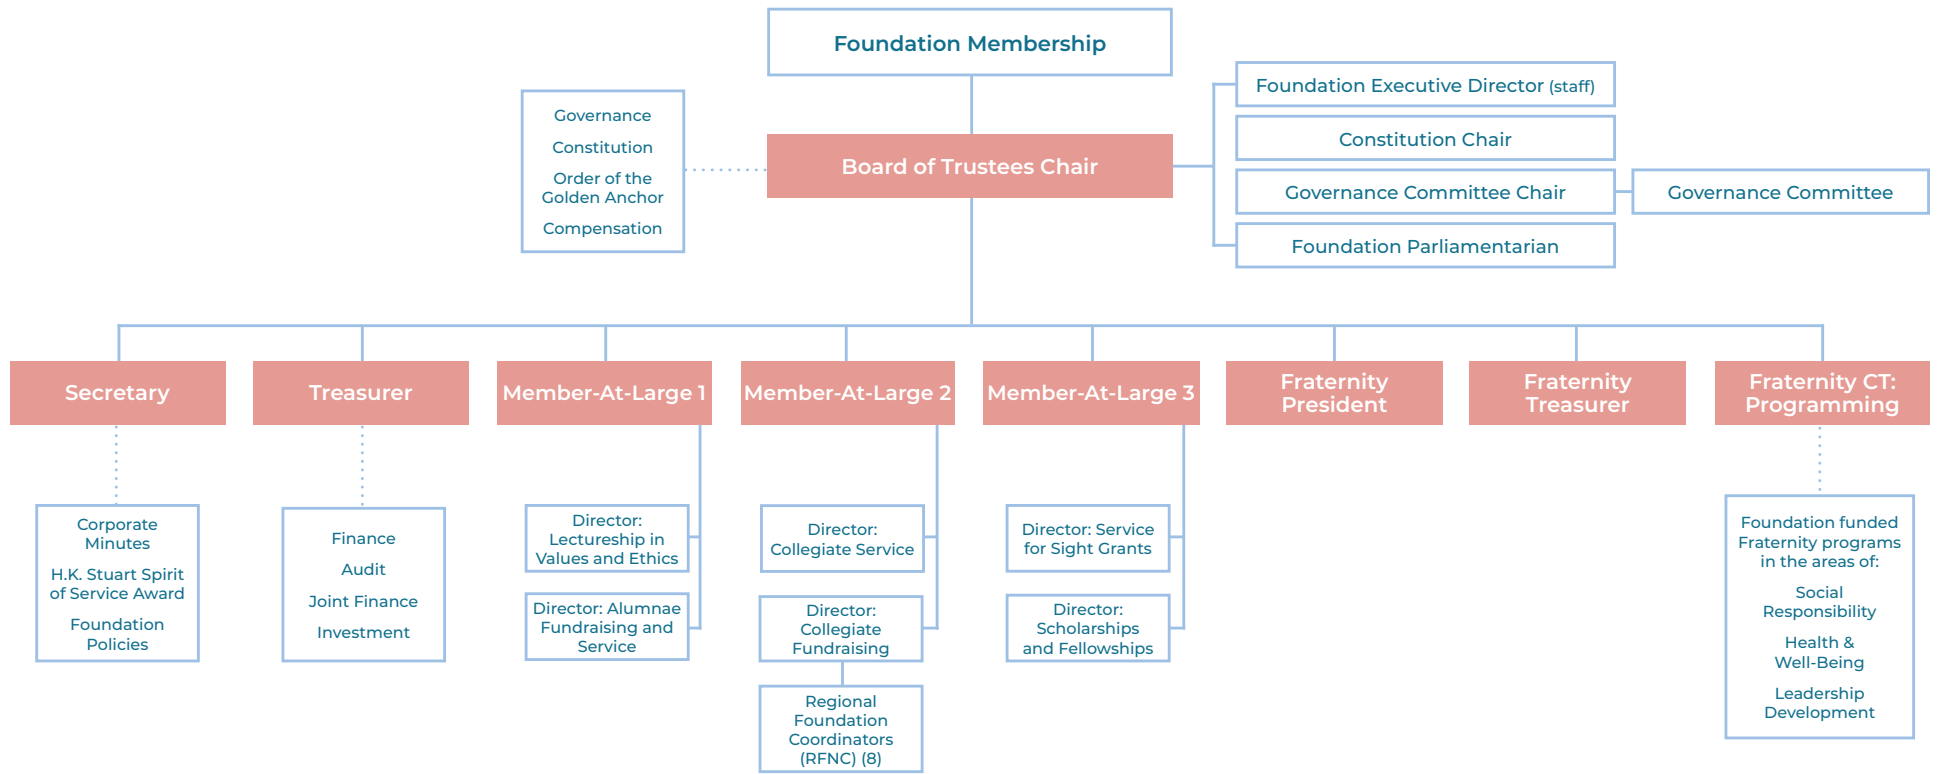 Foundation Membership
Governance
Constitution
Order of the
Golden Anchor
Compensation
Board of Trustees Chair
Foundation Executive Director (staff)
Constitution Chair
Governance Committee Chair
Governance Committee
Foundation Parliamentarian
Secretary
Treasurer
Member-At-Large 1
Member-At-Large 2
Member-At-Large 3
Fraternity
President
Fraternity
Treasurer
Fraternity CT:
Programming
Corporate
Minutes
H.K. Stuart Spirit
of Service Award
Foundation
Policies
Finance
Audit
Joint Finance
Investment
Director:
Lectureship in
Values and Ethics
Director: Alumnae
Fundraising and
Service
Director:
Collegiate Service
Director:
Collegiate
Fundraising
Regional
Foundation
Coordinators
(RFNC) (8)
Director: Service
for Sight Grants
Director:
Scholarships
and Fellowships
Foundation funded
Fraternity programs
in the areas of:
Social
Responsibility
Health &
Well-Being
Leadership
Development